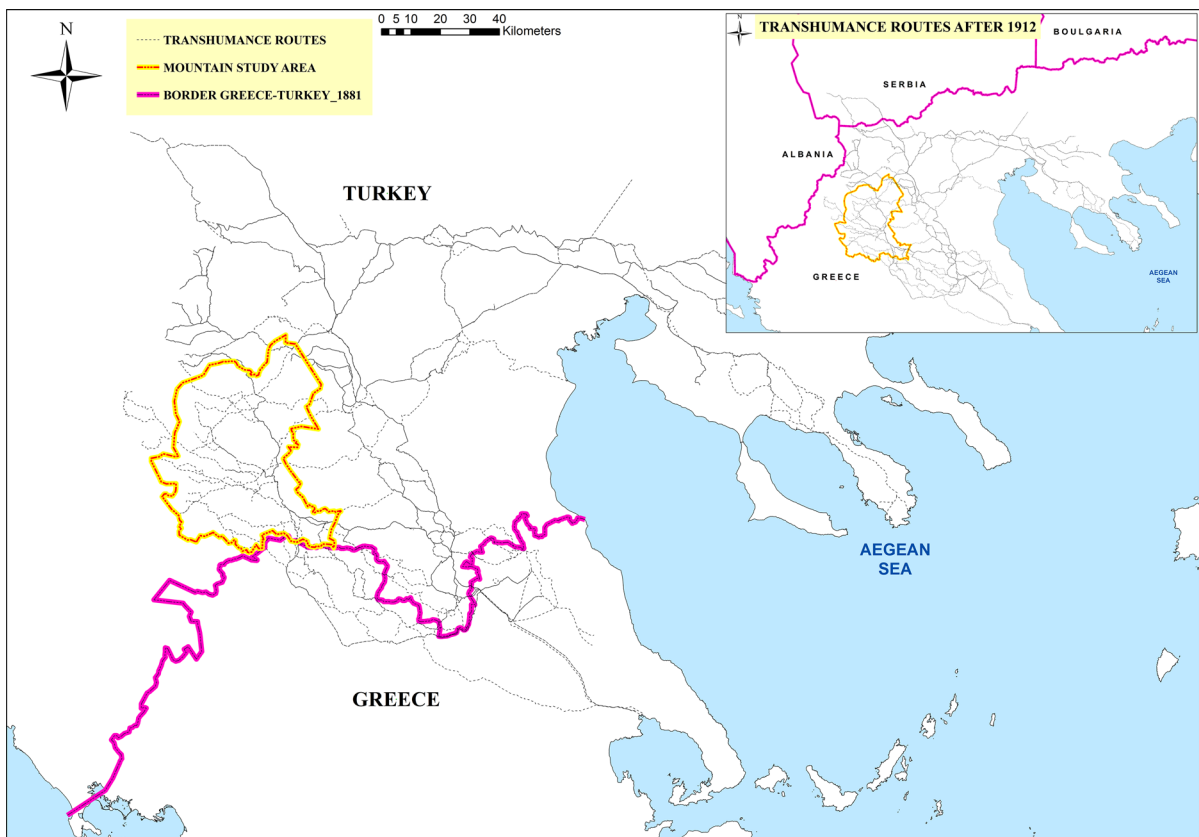 N
TRANSHUMANCE ROUTES
MOUNTAIN STUDY AREA
BORDER GREECE-TURKEY_1881
0 5 10 20 30 40
Kilometers
N
TRANSHUMANCE ROUTES AFTER 1912
BOULGARIA
SERBIA
ALBANIA
GREECE
AEGEAN
SEA
TURKEY
AEGEAN
SEA
GREECE